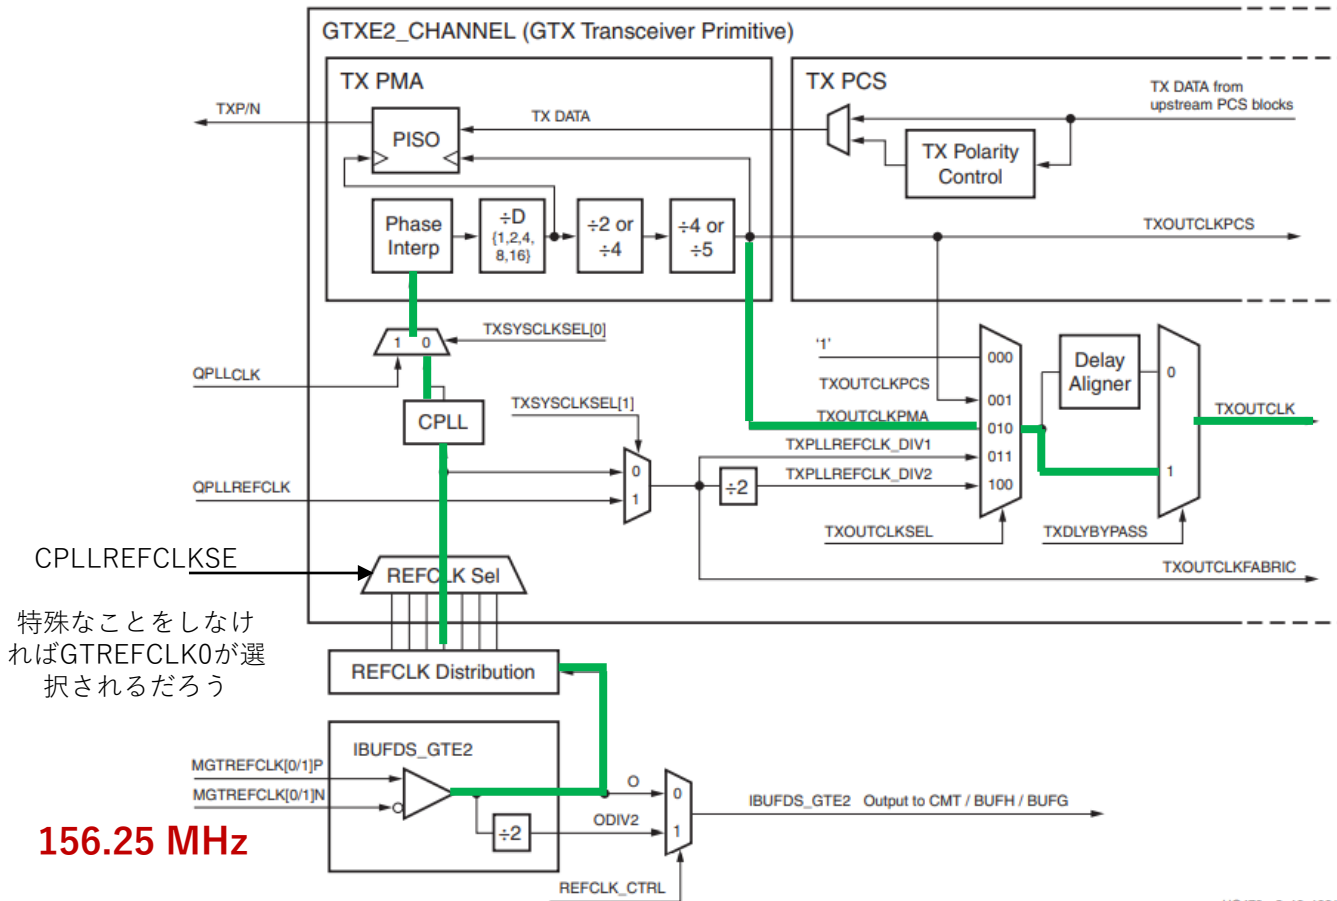 GTXE2_CHANNEL (GTX Transceiver Primitive)
TX PMA
TX PCS
TXP/N
PISO
TX DATA
TX DATA from
upstream PCS blocks
TX Polarity
Control
Phase
Interp
÷D
{1,2,4,
8,16}
÷2 or
÷4
÷4 or
÷5
TXOUTCLKPCS
1 0
TXSYSCLKSEL[0]
QPLLCLK
CPLL
TXSYSCLKSEL[1]
0
1
QPLLREFCLK
÷2
'1'
TXOUTCLKPCS
TXOUTCLKPMA
TXPLLREFCLK_DIV1
TXPLLREFCLK_DIV2
000
001
010
011
100
Delay
Aligner
0
1
TXOUTCLK
TXOUTCLKSEL
TXDLYBYPASS
TXOUTCLKFABRIC
CPLLREFCLKSE
REFCLK Sel
特殊なことをしなけ
ればGTREFCLK0が選
択されるだろう
REFCLK Distribution
IBUFDS_GTE2
MGTREFCLK[0/1]P
MGTREFCLK[0/1]N
÷2
O
ODIV2
0
1
IBUFDS_GTE2 Output to CMT / BUFH / BUFG
REFCLK_CTRL
156.25 MHz